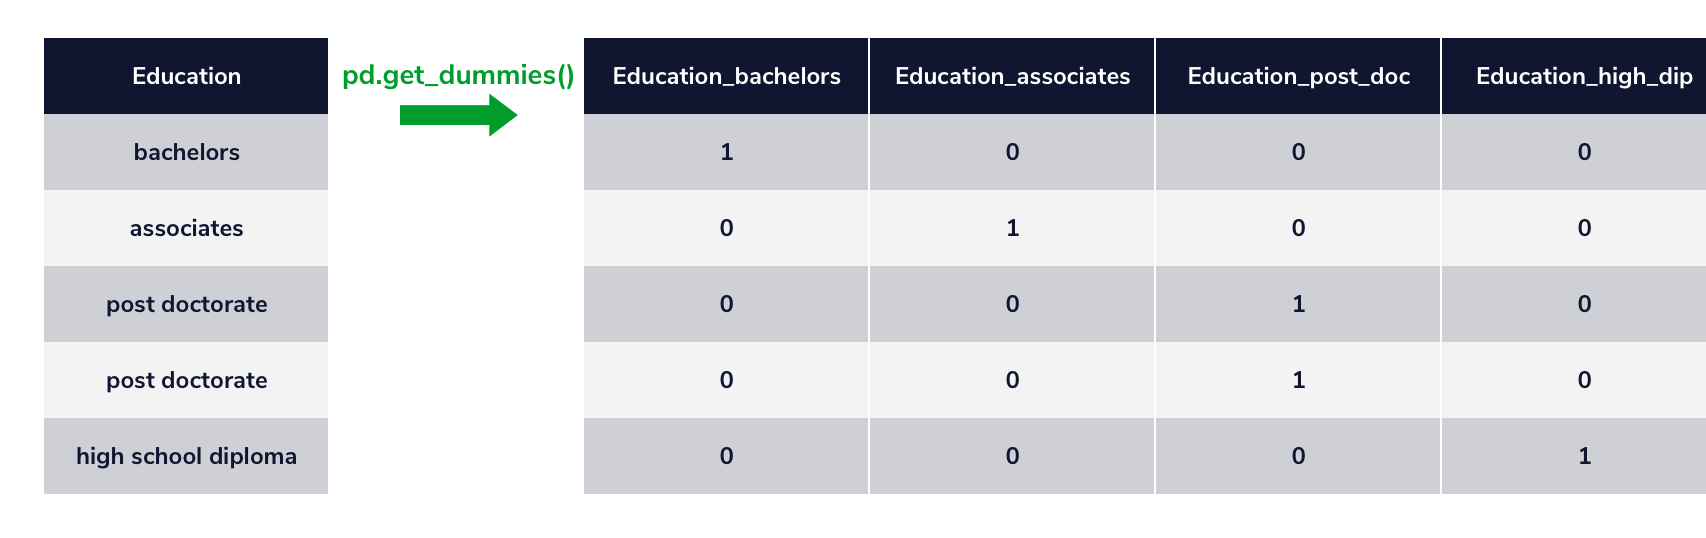 Education pd.get_dummies() Education_bachelors Education_associates Education_post_doc Education_high_dip
bachelors 1 0 0 0
associates 0 1 0 0
post doctorate 0 0 1 0
post doctorate 0 0 1 0
high school diploma 0 0 0 1